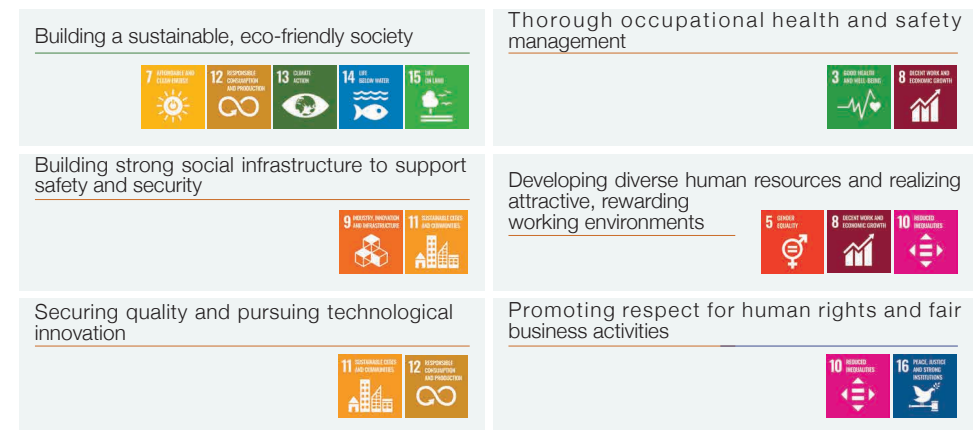 Building a sustainable, eco-friendly society
7 AFFORDABLE AND
CLEAN ENERGY
12 RESPONSIBLE
CONSUMPTION
AND PRODUCTION
13 CLIMATE
ACTION
14 LIFE
BELOW WATER
15 LIFE
ON LAND
Thorough occupational health and safety
management
3 GOOD HEALTH
AND WELL-BEING
8 DECENT WORK AND
ECONOMIC GROWTH
Building strong social infrastructure to support
safety and security
9 INDUSTRY, INNOVATION
AND INFRASTRUCTURE
11 SUSTAINABLE CITIES
AND COMMUNITIES
Developing diverse human resources and realizing
attractive, rewarding
working environments
5 GENDER
EQUALITY
8 DECENT WORK AND
ECONOMIC GROWTH
10 REDUCED
INEQUALITIES
Securing quality and pursuing technological
innovation
11 SUSTAINABLE CITIES
AND COMMUNITIES
12 RESPONSIBLE
CONSUMPTION
AND PRODUCTION
Promoting respect for human rights and fair
business activities
10 REDUCED
INEQUALITIES
16 PEACE, JUSTICE
AND STRONG
INSTITUTIONS